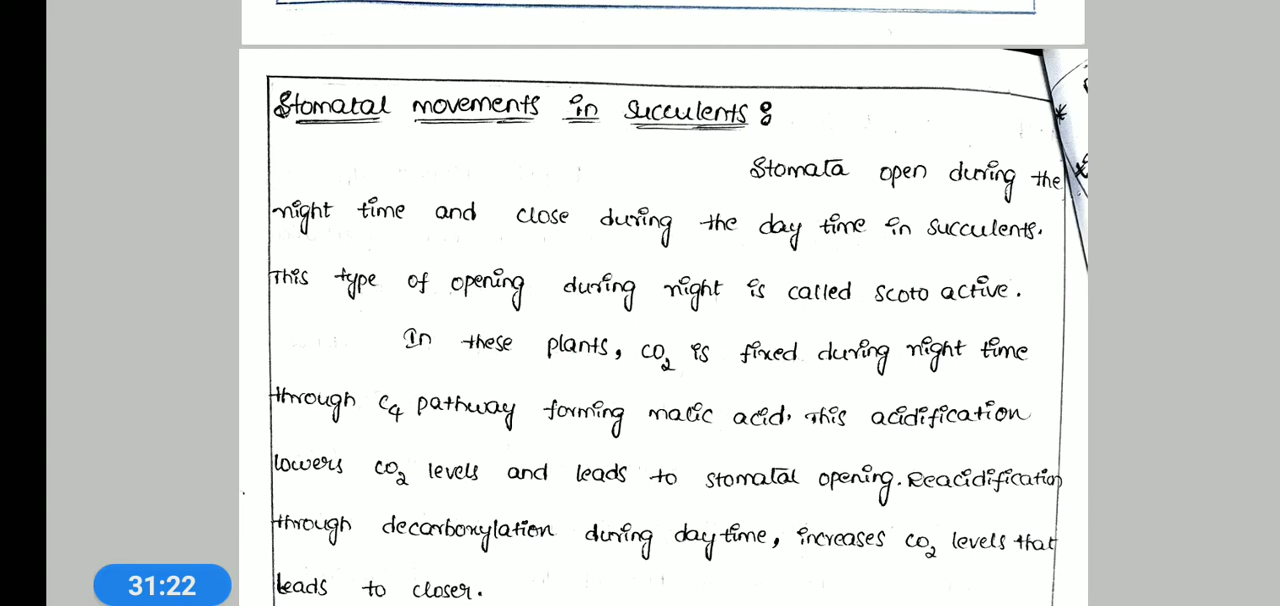 Stomatal movements in succulents :
Stomata open during the
night time and close during the day time in succulents.
This type of opening during night is called scoto active.
In these plants, CO₂ is fixed during night time
through C₄ pathway forming malic acid. This acidification
lowers CO₂ levels and leads to stomatal opening. Reacidification
through decarboxylation during day time, increases CO₂ levels that
leads to closer.
31:22